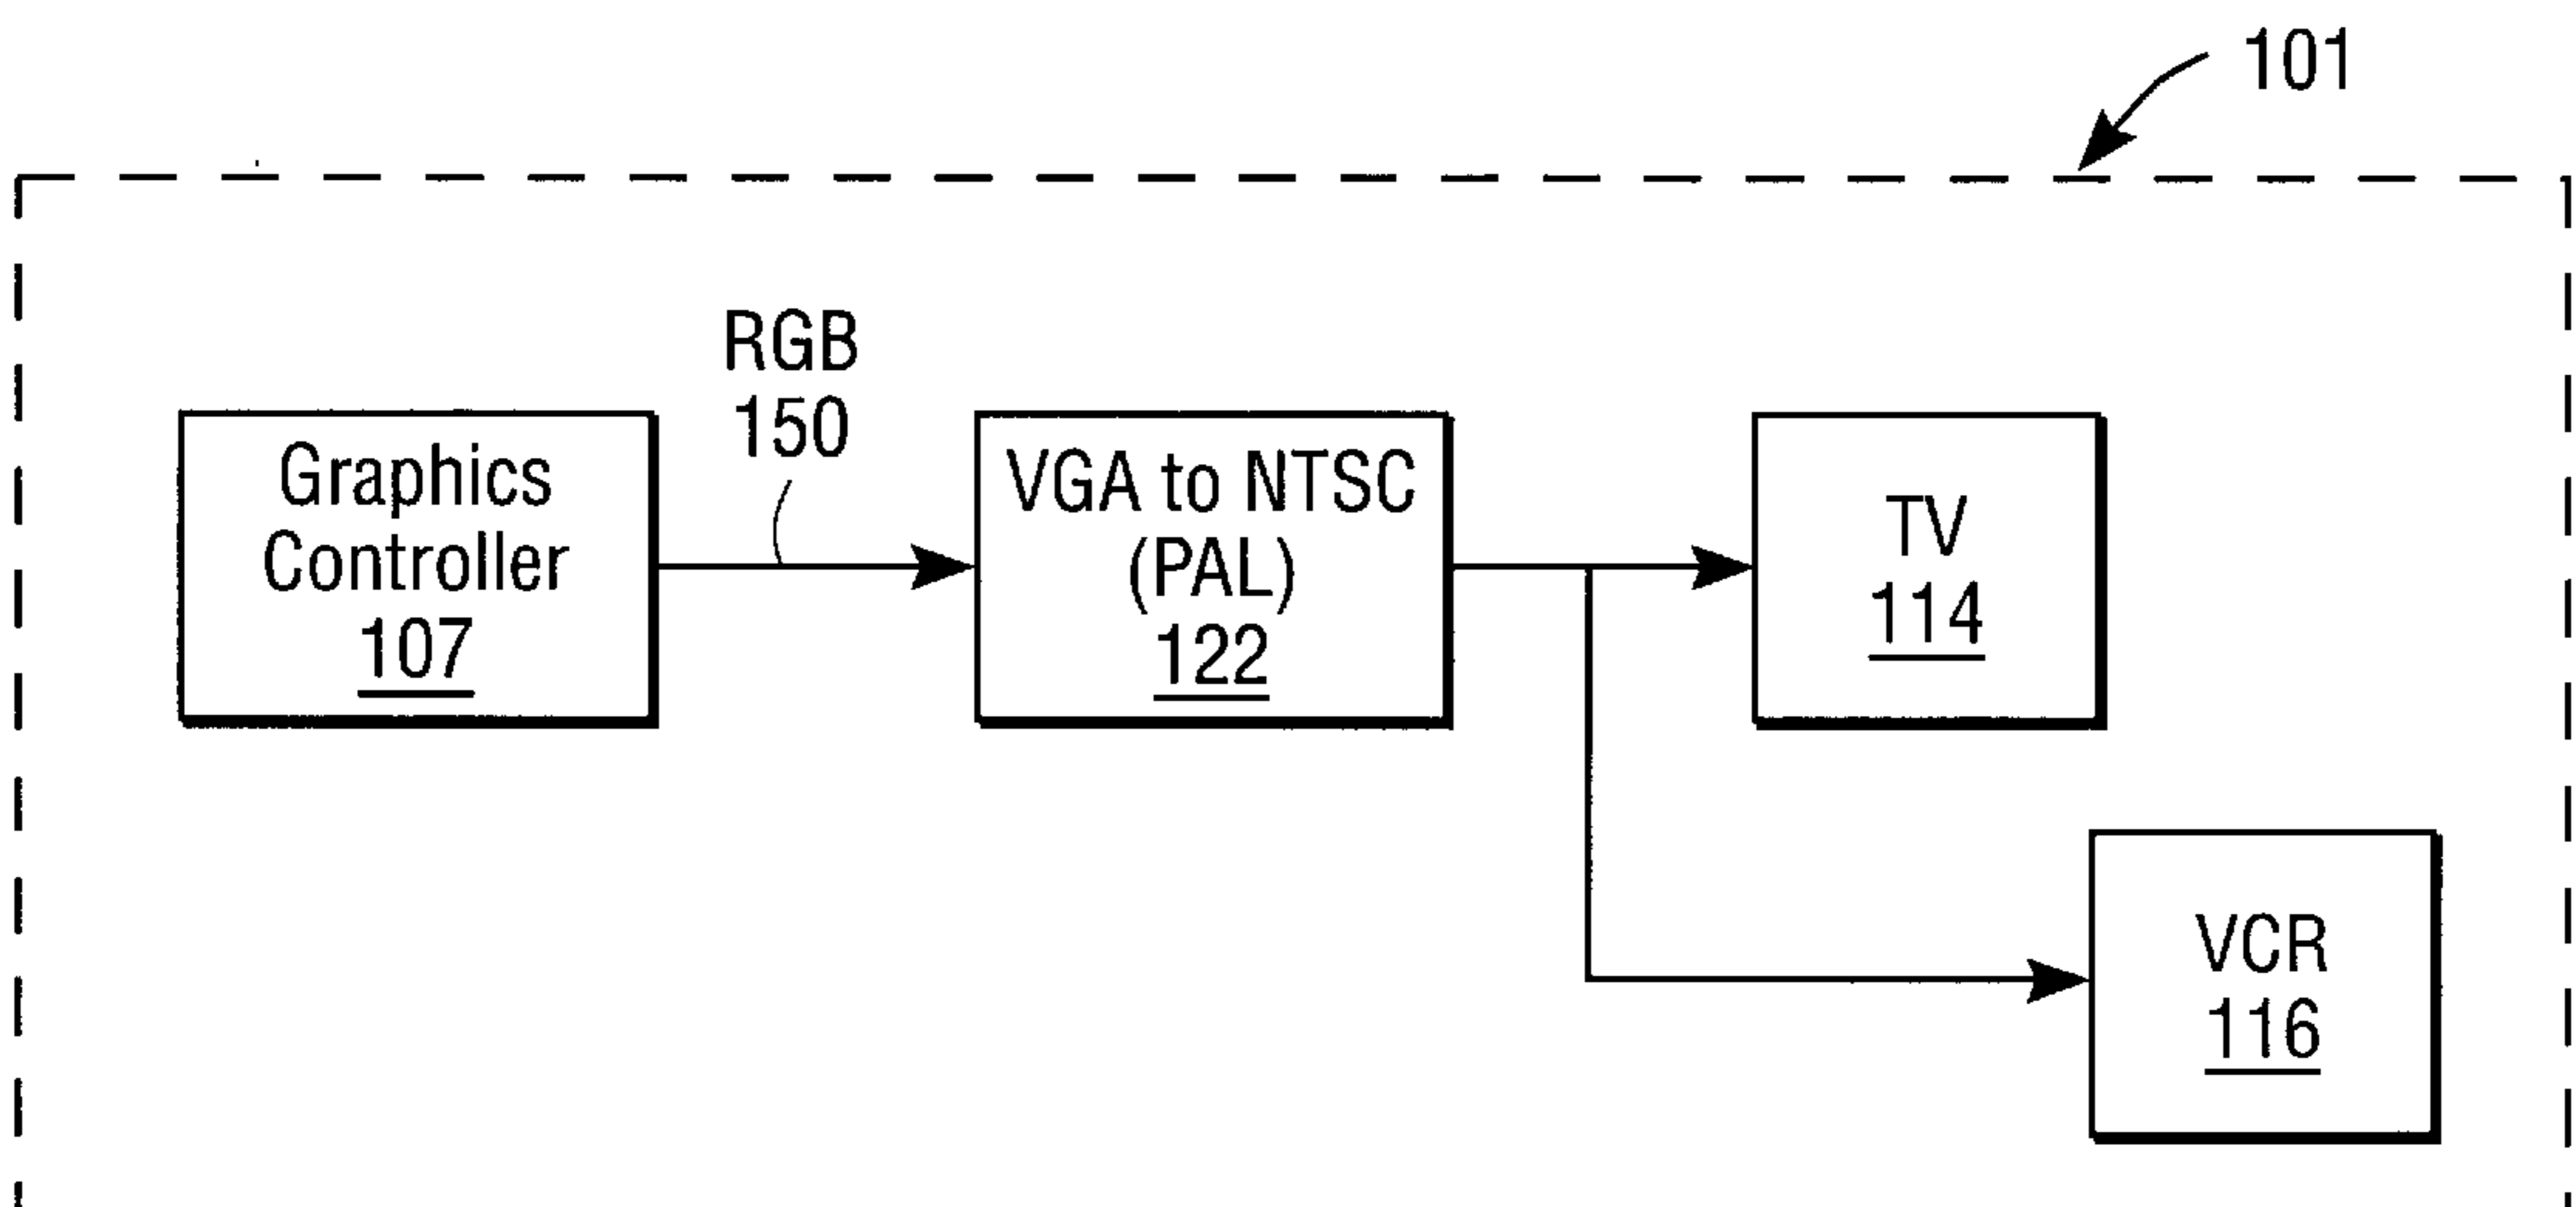 101
RGB
150
Graphics
Controller
107
VGA to NTSC
(PAL)
122
TV
114
VCR
116